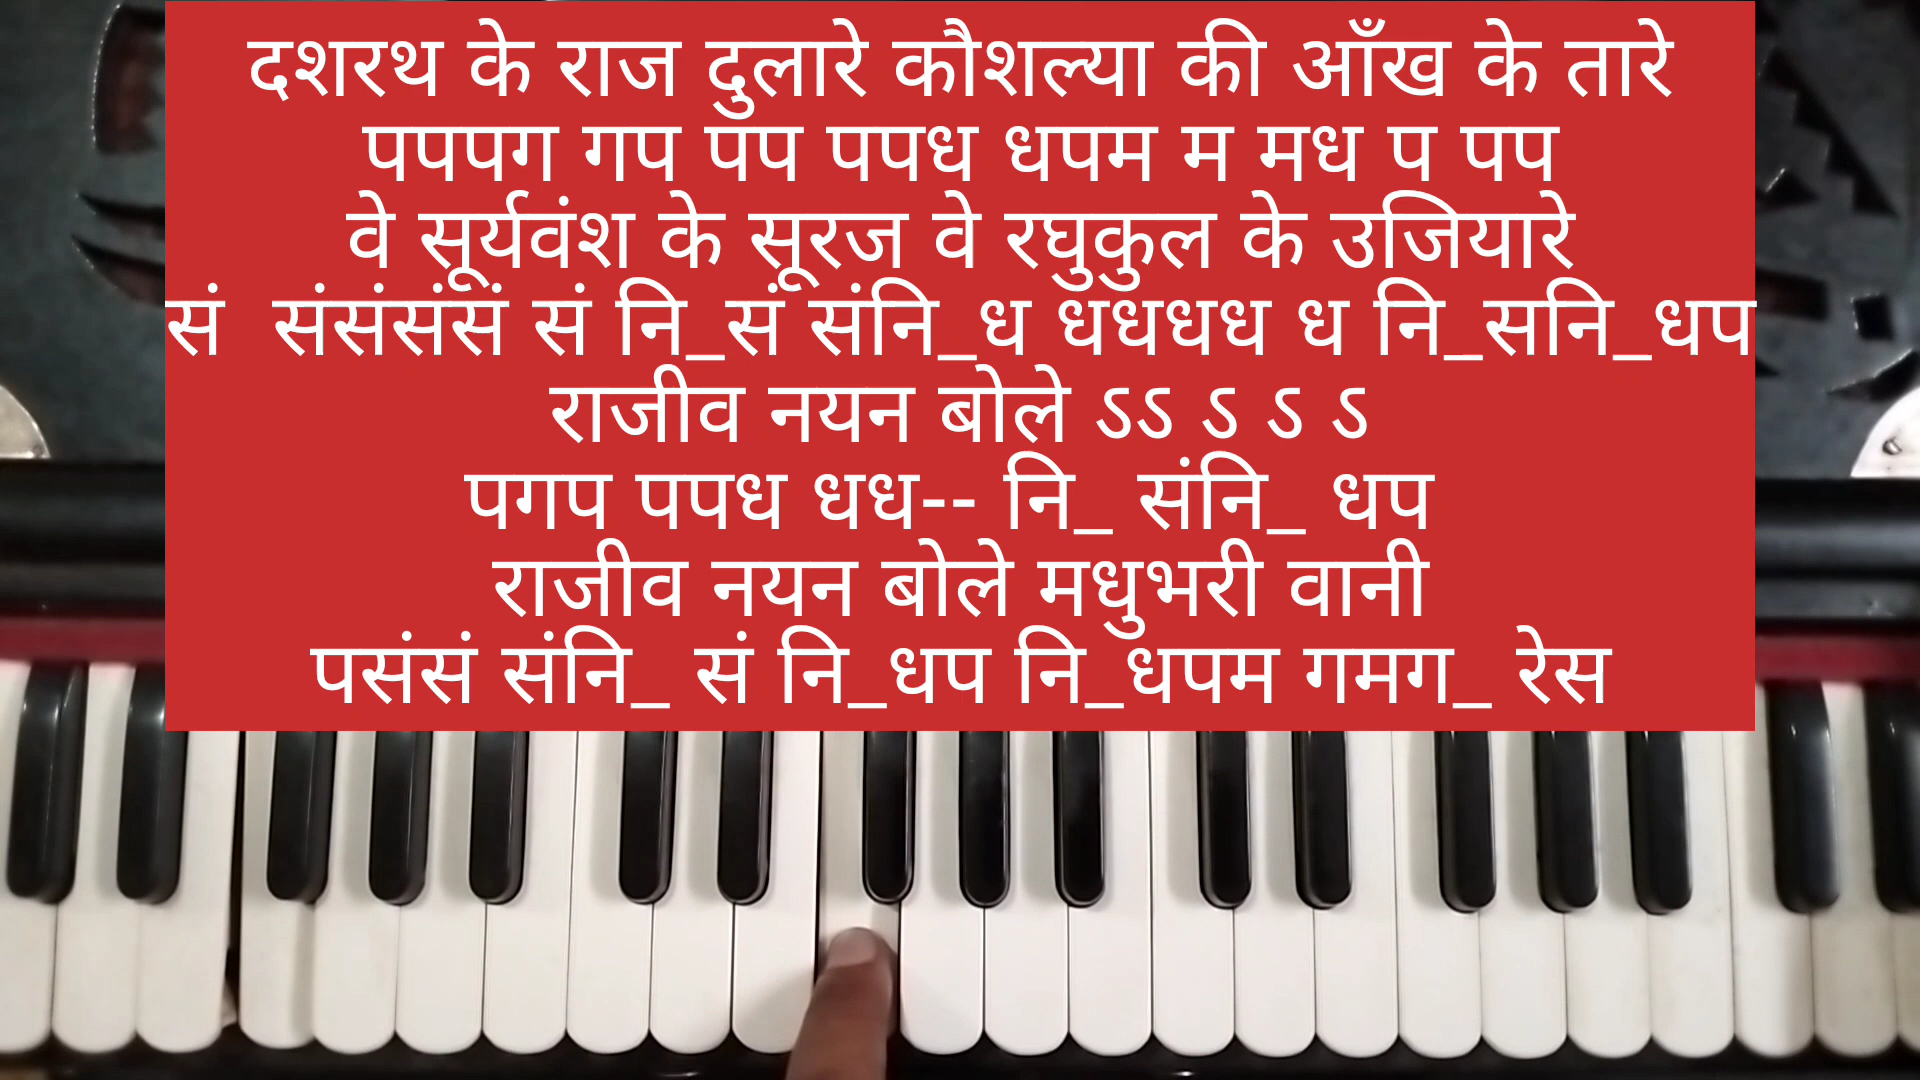 दशरथ के राज दुलारे कौशल्या की आँख के तारे
पपपग गप पप पपध धपम म मध प पप
वे सूर्यवंश के सूरज वे रघुकुल के उजियारे
सं  संसंसंसं सं नि_सं संनि_ध धधधध ध नि_सनि_धप
राजीव नयन बोले ऽऽ ऽ ऽ ऽ
पगप पपध धध-- नि_ संनि_ धप
राजीव नयन बोले मधुभरी वानी
पसंसं संनि_ सं नि_धप नि_धपम गमग_ रेस